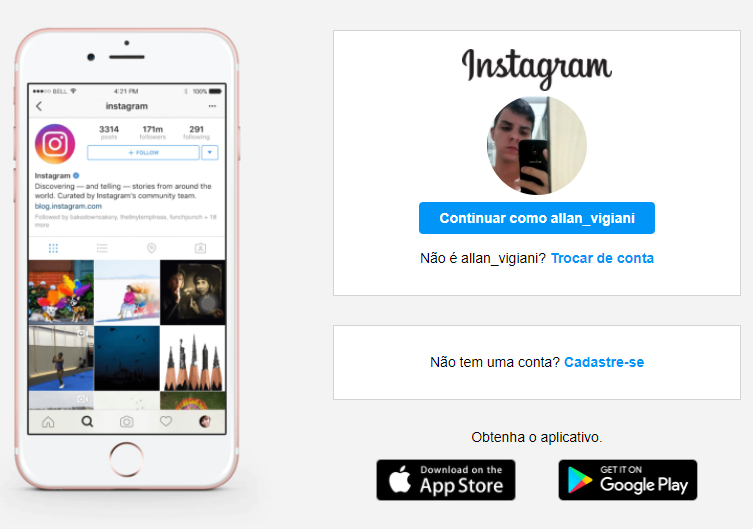 BELL
4:21 PM
100%
instagram
3314
171m
291
posts
followers
following
+ FOLLOW
Instagram
Discovering — and telling — stories from around the
world. Curated by Instagram's community team.
blog.instagram.com
Followed by bakedownbakery, thelmytempress, funchpunch + 18
more
Instagram
Continuar como allan_vigiani
Não é allan_vigiani? Trocar de conta
Não tem uma conta? Cadastre-se
Obtenha o aplicativo.
Download on the
App Store
GET IT ON
Google Play